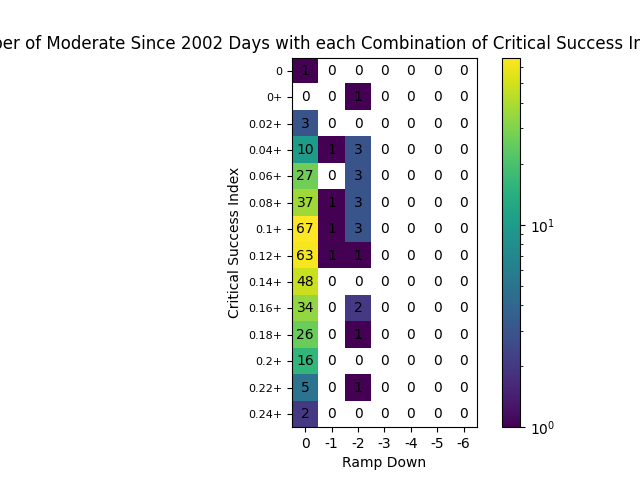 of Moderate Since 2002 Days with each Combination of Critical Success
0 1 0 0 0 0 0 0
0+ 0 0 1 0 0 0 0
0.02+ 3 0 0 0 0 0 0
0.04+ 10 1 3 0 0 0 0
0.06+ 27 0 3 0 0 0 0
0.08+ 37 1 3 0 0 0 0
0.1+ 67 1 3 0 0 0 0
0.12+ 63 1 1 0 0 0 0
0.14+ 48 0 0 0 0 0 0
0.16+ 34 0 2 0 0 0 0
0.18+ 26 0 1 0 0 0 0
0.2+ 16 0 0 0 0 0 0
0.22+ 5 0 1 0 0 0 0
0.24+ 2 0 0 0 0 0 0
0 -1 -2 -3 -4 -5 -6
Ramp Down
Critical Success Index
10¹
10⁰